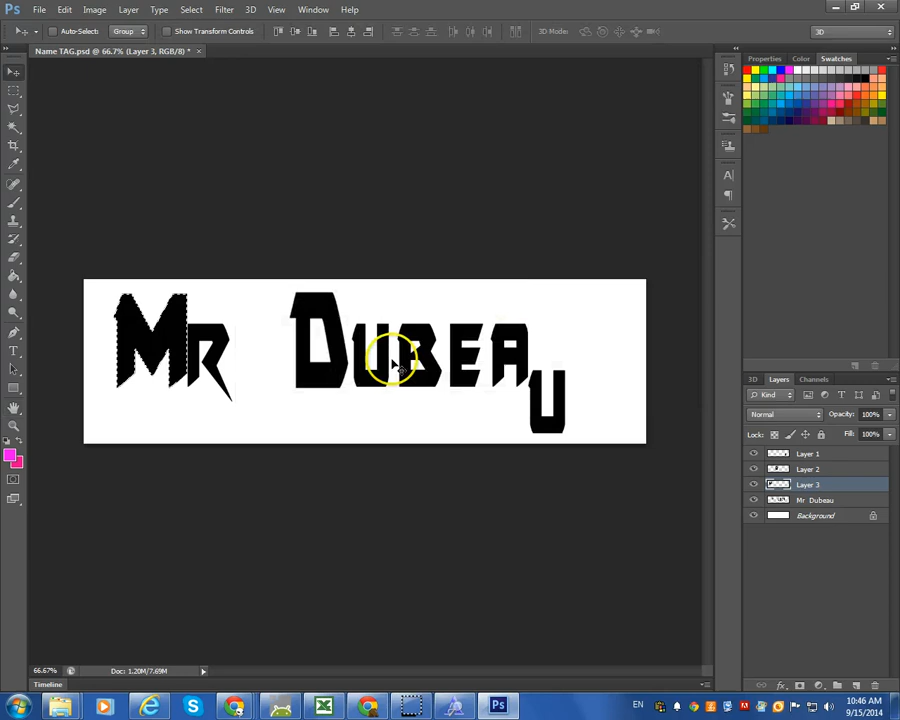 Ps File Edit Image Layer Type Select Filter 3D View Window Help
Auto-Select: Group Show Transform Controls 3D Mode: 3D
Name TAG.psd @ 66.7% (Layer 3, RGB/8) * ×
Properties Color Swatches
Mr Dubeau
3D Layers Channels
Kind
Normal Opacity: 100%
Lock: Fill: 100%
Layer 1
Layer 2
Layer 3
Mr Dubeau
Background
66.67% Doc: 1.20M/7.69M
Timeline
EN 10:46 AM
9/15/2014